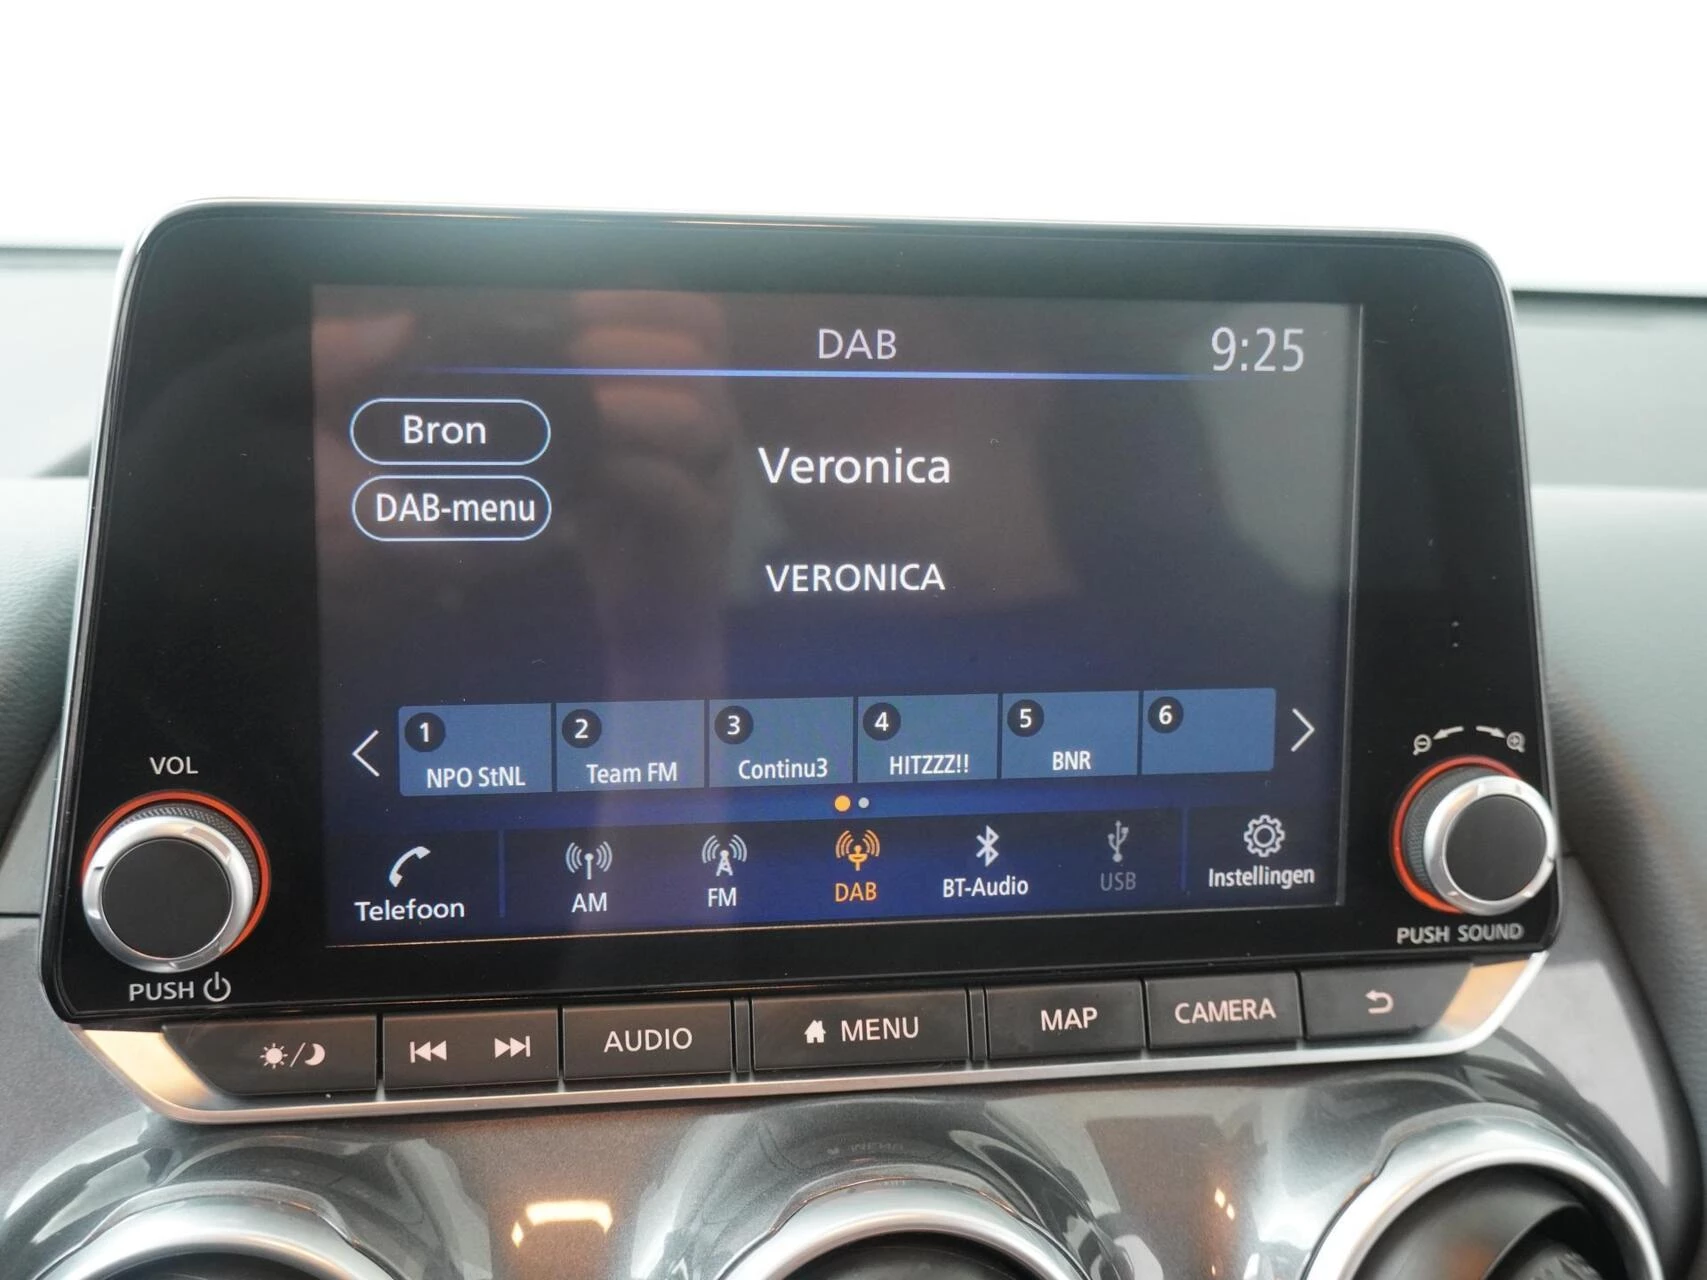 DAB
9:25
Bron
Veronica
DAB-menu
VERONICA
1 2 3 4 5 6
NPO StNL Team FM Continu3 HITZZZ!! BNR
VOL
Telefoon AM FM DAB BT-Audio USB Instellingen
PUSH
PUSH SOUND
AUDIO MENU MAP CAMERA